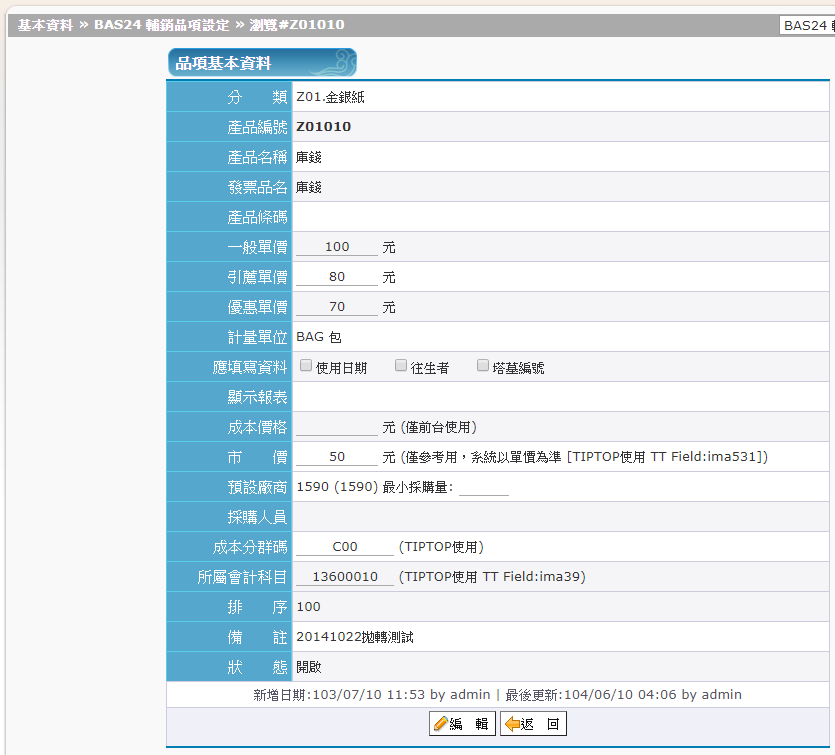 基本資料 » BAS24 輔銷品項設定 » 瀏覽#Z01010
BAS24
品項基本資料
分 類 Z01.金銀紙
產品編號 Z01010
產品名稱 庫錢
發票品名 庫錢
產品條碼
一般單價 100 元
引薦單價 80 元
優惠單價 70 元
計量單位 BAG 包
應填寫資料 使用日期 往生者 塔墓編號
顯示報表
成本價格 元 (僅前台使用)
市 價 50 元 (僅參考用，系統以單價為準 [TIPTOP使用 TT Field:ima531])
預設廠商 1590 (1590) 最小採購量:
採購人員
成本分群碼 C00 (TIPTOP使用)
所屬會計科目 13600010 (TIPTOP使用 TT Field:ima39)
排 序 100
備 註 20141022拋轉測試
狀 態 開啟
新增日期:103/07/10 11:53 by admin | 最後更新:104/06/10 04:06 by admin
編 輯 返 回